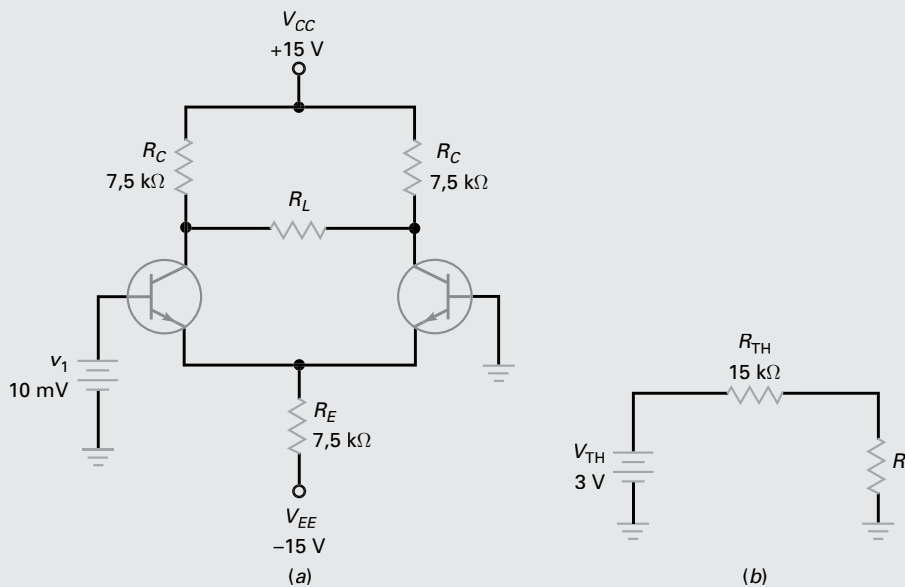 V_CC
+15 V
R_C
7,5 kΩ
R_C
7,5 kΩ
R_L
v_1
10 mV
R_E
7,5 kΩ
V_EE
–15 V
(a)
R_TH
15 kΩ
V_TH
3 V
R
(b)